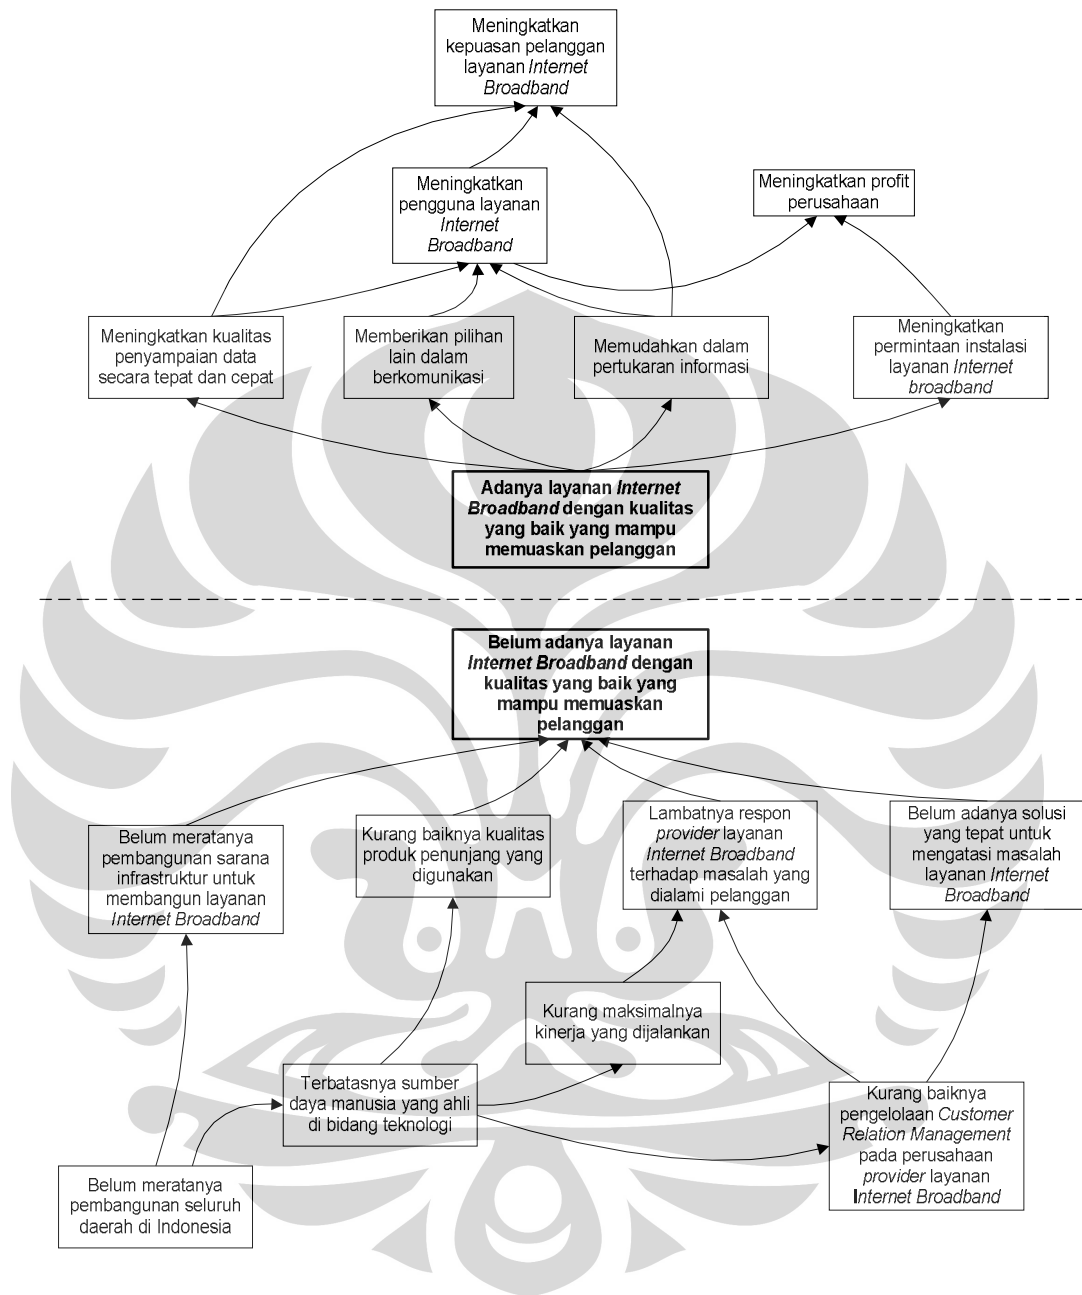 Meningkatkan
kepuasan pelanggan
layanan Internet
Broadband
Meningkatkan
pengguna layanan
Internet
Broadband
Meningkatkan profit
perusahaan
Meningkatkan kualitas
penyampaian data
secara tepat dan cepat
Memberikan pilihan
lain dalam
berkomunikasi
Memudahkan dalam
pertukaran informasi
Meningkatkan
permintaan instalasi
layanan Internet
broadband
Adanya layanan Internet
Broadband dengan kualitas
yang baik yang mampu
memuaskan pelanggan
Belum adanya layanan
Internet Broadband dengan
kualitas yang baik yang
mampu memuaskan
pelanggan
Belum meratanya
pembangunan sarana
infrastruktur untuk
membangun layanan
Internet Broadband
Kurang baiknya kualitas
produk penunjang yang
digunakan
Lambatnya respon
provider layanan
Internet Broadband
terhadap masalah yang
dialami pelanggan
Belum adanya solusi
yang tepat untuk
mengatasi masalah
layanan Internet
Broadband
Kurang maksimalnya
kinerja yang dijalankan
Terbatasnya sumber
daya manusia yang ahli
di bidang teknologi
Kurang baiknya
pengelolaan Customer
Relation Management
pada perusahaan
provider layanan
Internet Broadband
Belum meratanya
pembangunan seluruh
daerah di Indonesia